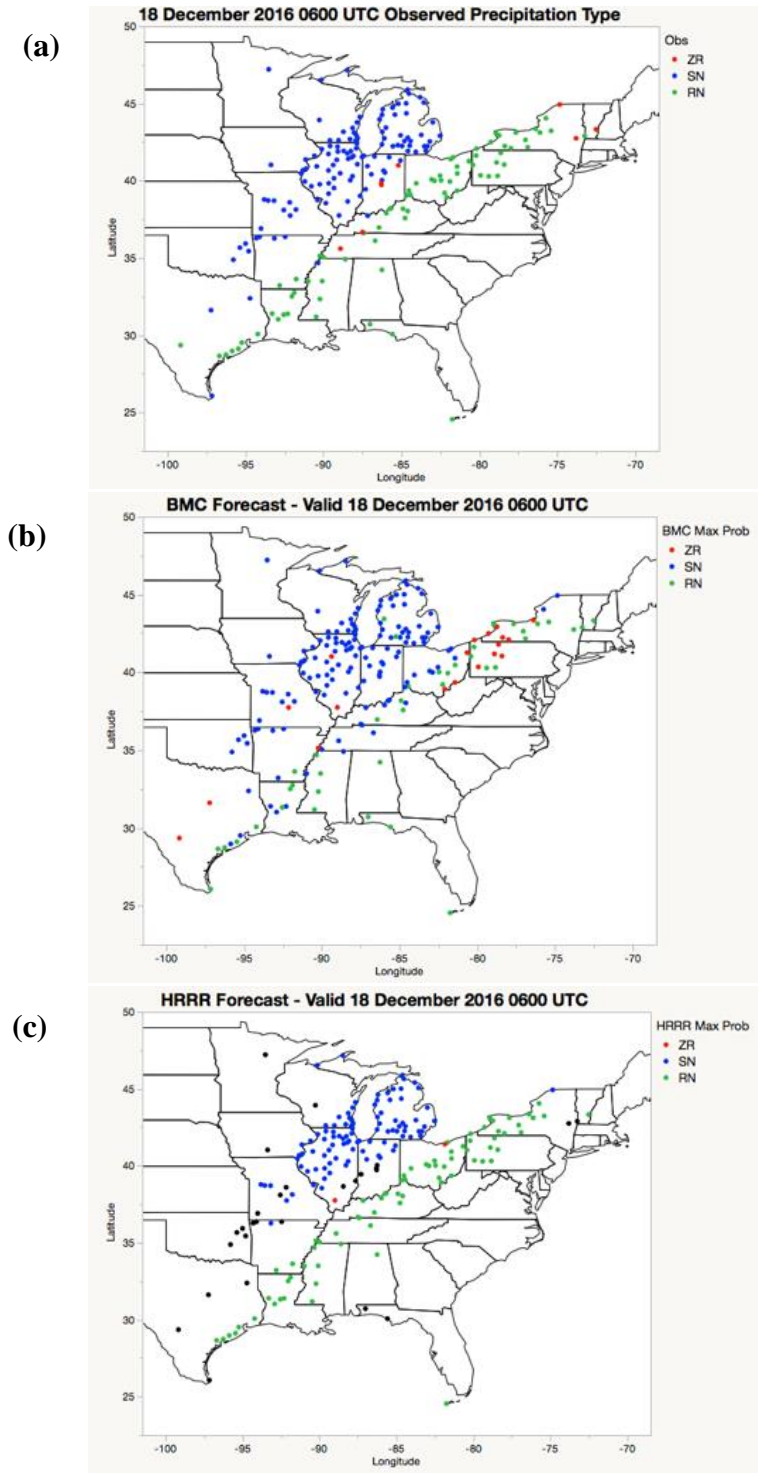 (a)
18 December 2016 0600 UTC Observed Precipitation Type
Obs
ZR
SN
RN
50
45
40
35
30
25
Latitude
-100 -95 -90 -85 -80 -75 -70
Longitude
(b)
BMC Forecast - Valid 18 December 2016 0600 UTC
BMC Max Prob
ZR
SN
RN
50
45
40
35
30
25
Latitude
-100 -95 -90 -85 -80 -75 -70
Longitude
(c)
HRRR Forecast - Valid 18 December 2016 0600 UTC
HRRR Max Prob
ZR
SN
RN
50
45
40
35
30
25
Latitude
-100 -95 -90 -85 -80 -75 -70
Longitude